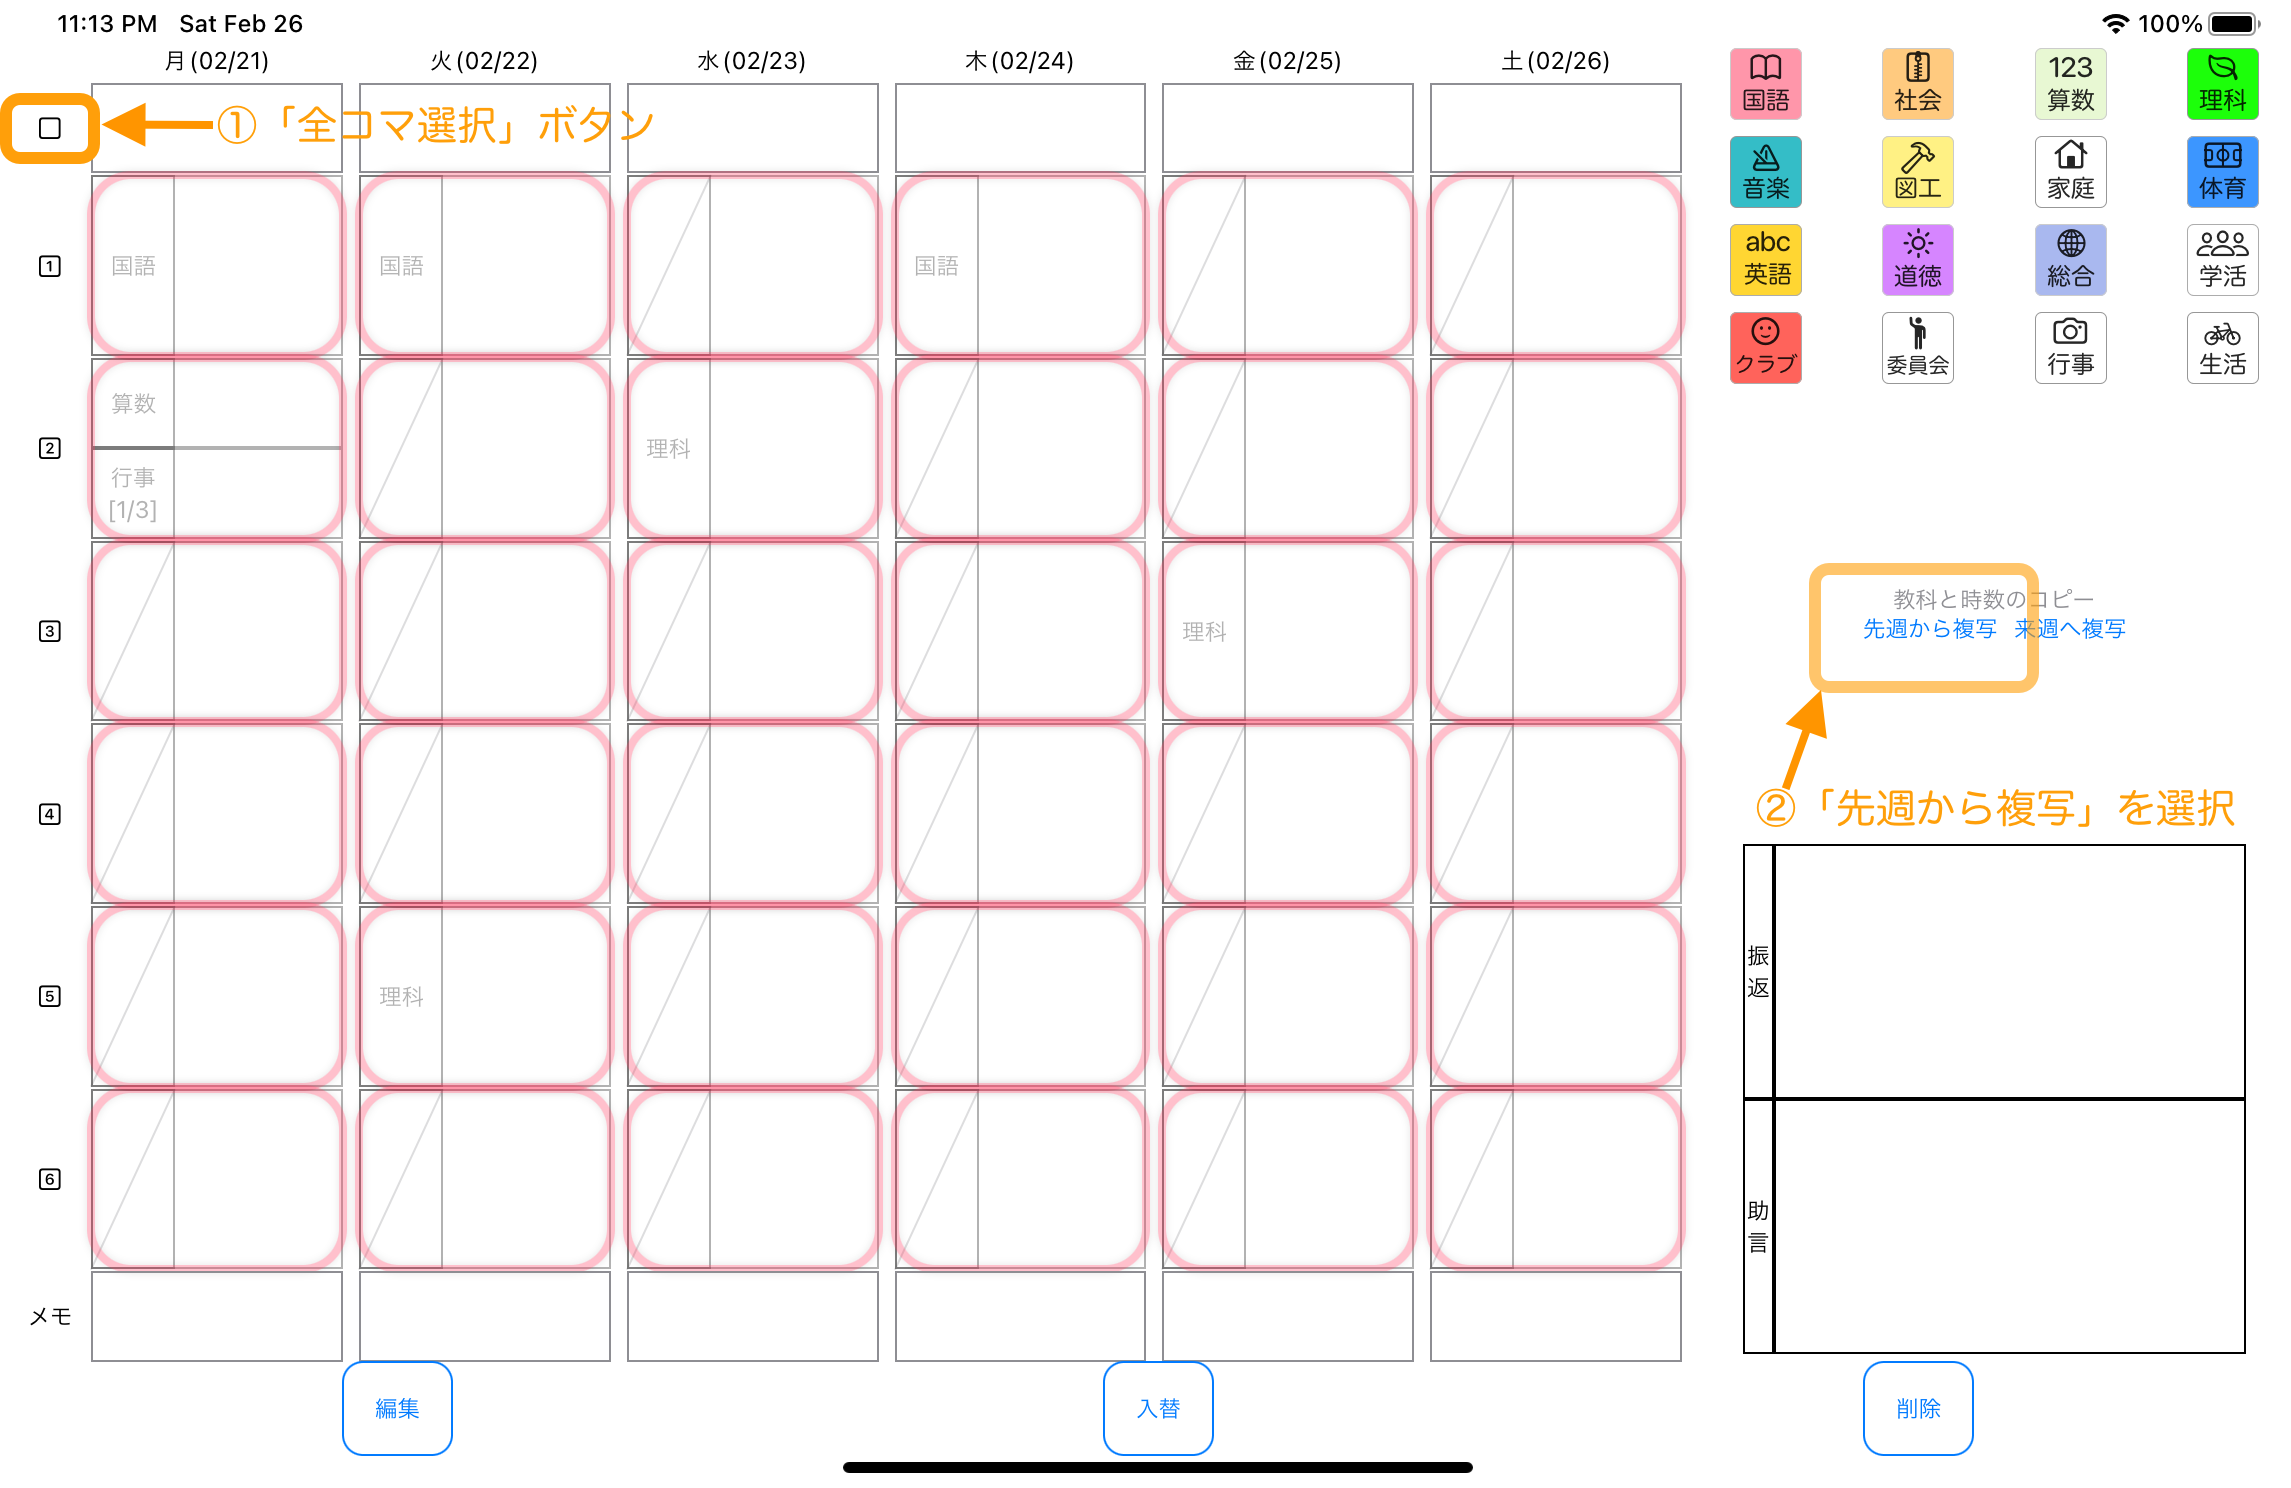 11:13 PM Sat Feb 26
100%
月(02/21) 火(02/22) 水(02/23) 木(02/24) 金(02/25) 土(02/26)
①「全コマ選択」ボタン
1 国語 国語 国語
2 算数 理科
行事
[1/3]
3 理科
4
5 理科
6
メモ
編集 入替 削除
国語 社会 123 算数 理科
音楽 図工 家庭 体育
abc 英語 道徳 総合 学活
クラブ 委員会 行事 生活
教科と時数のコピー
先週から複写 来週へ複写
②「先週から複写」を選択
振返
助言